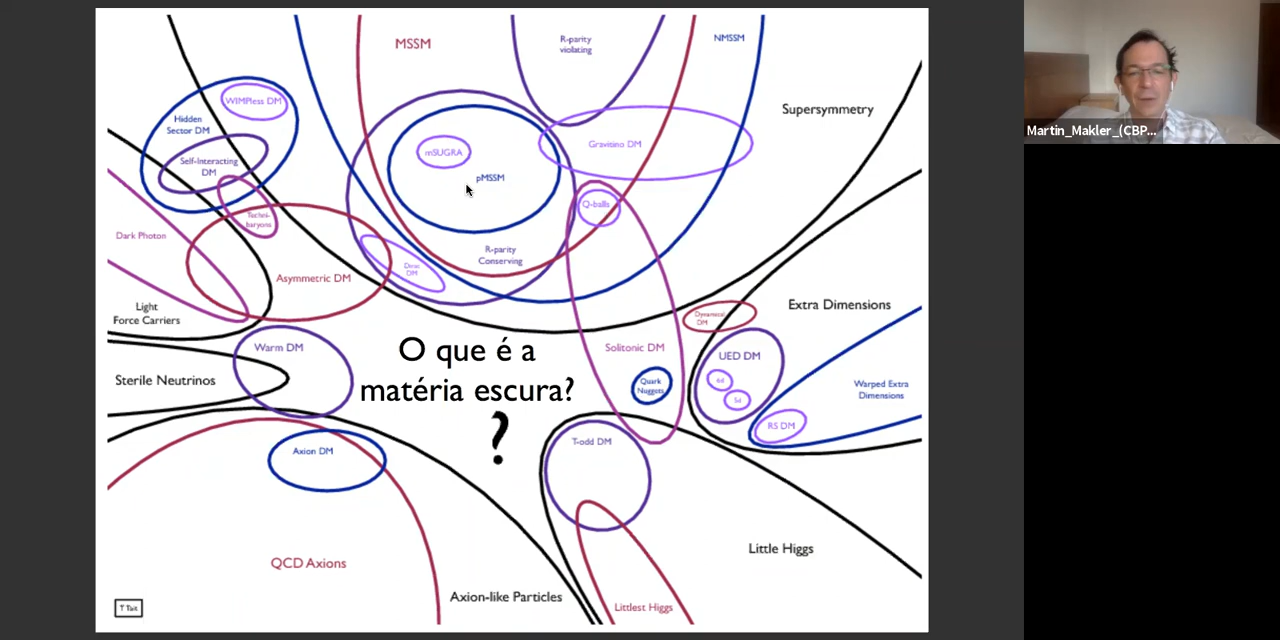 MSSM
R-parity
violating
NMSSM
Supersymmetry
WIMPless DM
Hidden
Sector DM
Self-Interacting
DM
Techni-
baryons
Dark Photon
Asymmetric DM
Light
Force Carriers
mSUGRA
pMSSM
R-parity
Conserving
Dirac
DM
Gravitino DM
Q-balls
Extra Dimensions
Dynamical
DM
UED DM
6d
5d
Warped Extra
Dimensions
RS DM
Solitonic DM
Quark
Nuggets
Warm DM
Sterile Neutrinos
O que é a
matéria escura?
?
Axion DM
T-odd DM
QCD Axions
Axion-like Particles
Little Higgs
Littlest Higgs
T Tait
Martin_Makler_(CBP...